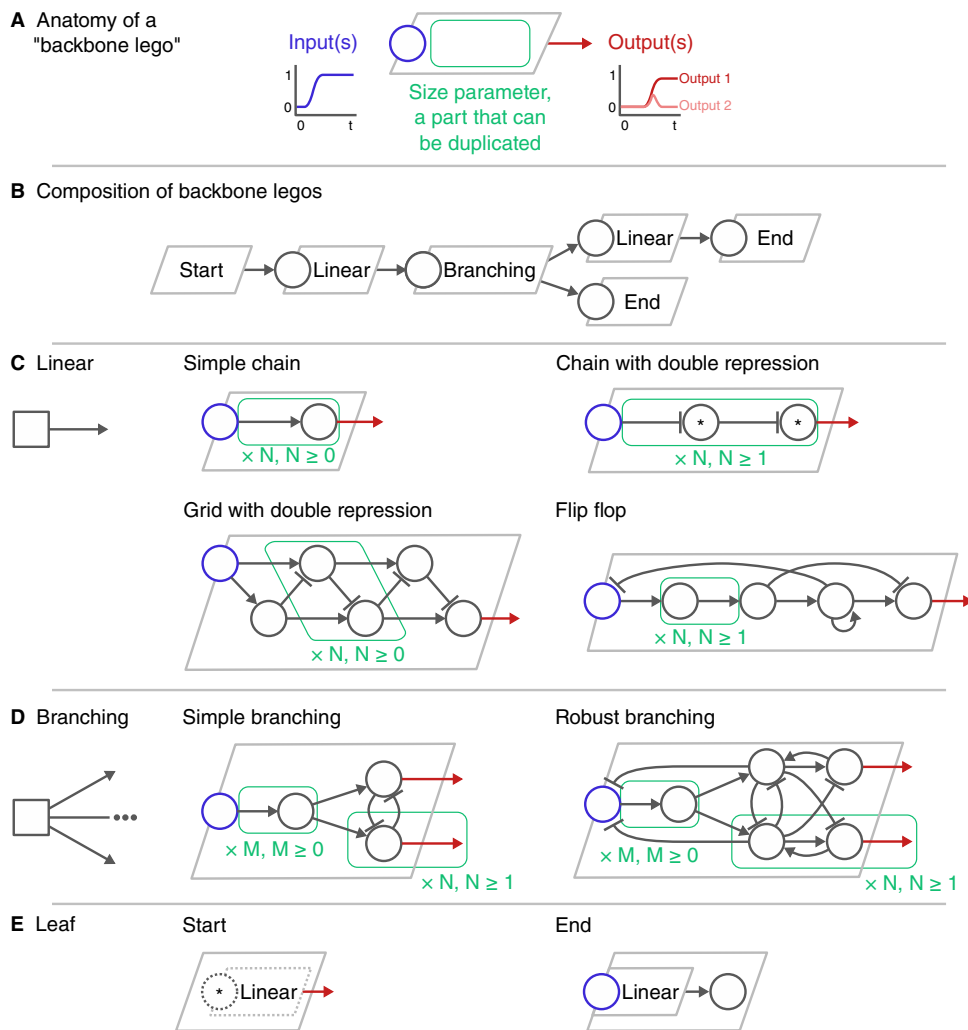 A Anatomy of a
"backbone lego"
Input(s)
1
0
0
t
Size parameter,
a part that can
be duplicated
Output(s)
1
0
0
t
Output 1
Output 2
B Composition of backbone legos
Start
Linear
Branching
Linear
End
End
C Linear
Simple chain
× N, N ≥ 0
Chain with double repression
*
*
× N, N ≥ 1
Grid with double repression
× N, N ≥ 0
Flip flop
× N, N ≥ 1
D Branching
Simple branching
× M, M ≥ 0
× N, N ≥ 1
Robust branching
× M, M ≥ 0
× N, N ≥ 1
E Leaf
Start
* Linear
End
Linear